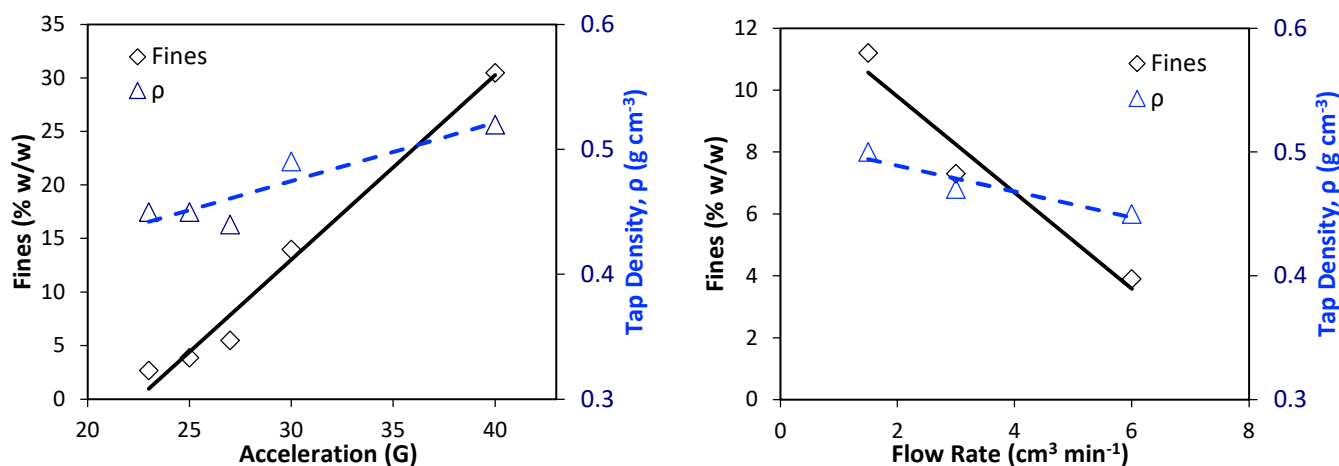 35
30
25
20
15
10
5
0
Fines (% w/w)
Fines
ρ
0.6
0.5
0.4
0.3
Tap Density, ρ (g cm⁻³)
20 25 30 35 40
Acceleration (G)
12
10
8
6
4
2
0
Fines (% w/w)
Fines
ρ
0.6
0.5
0.4
0.3
Tap Density, ρ (g cm⁻³)
0 2 4 6 8
Flow Rate (cm³ min⁻¹)